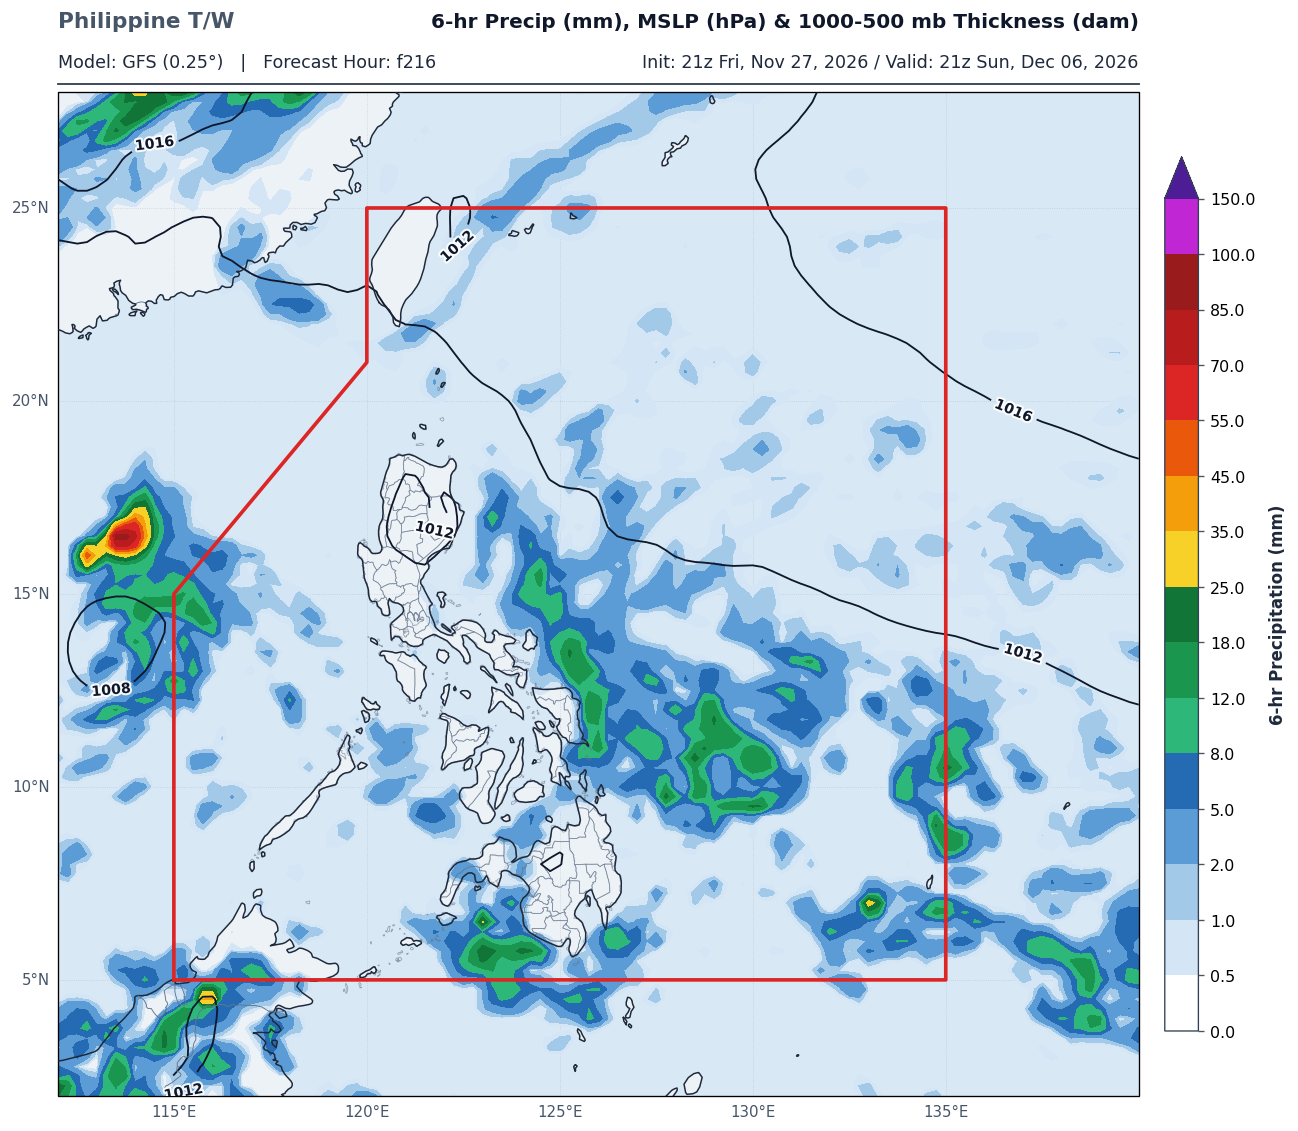 Philippine T/W
6-hr Precip (mm), MSLP (hPa) & 1000-500 mb Thickness (dam)
Model: GFS (0.25°) | Forecast Hour: f216
Init: 21z Fri, Nov 27, 2026 / Valid: 21z Sun, Dec 06, 2026
1016
25°N
1012
20°N
1016
1012
15°N
1012
1008
10°N
5°N
1012
115°E
120°E
125°E
130°E
135°E
150.0
100.0
85.0
70.0
55.0
45.0
35.0
25.0
18.0
12.0
8.0
5.0
2.0
1.0
0.5
0.0
6-hr Precipitation (mm)